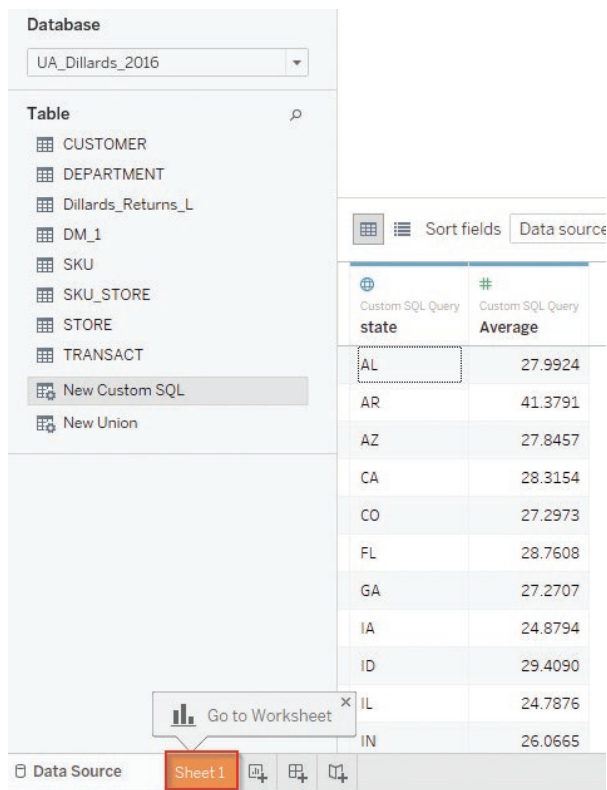 Database
UA_Dillards_2016
Table
CUSTOMER
DEPARTMENT
Dillards_Returns_L
DM_1
SKU
SKU_STORE
STORE
TRANSACT
New Custom SQL
New Union
Sort fields Data source
Custom SQL Query Custom SQL Query
state Average
AL 27.9924
AR 41.3791
AZ 27.8457
CA 28.3154
CO 27.2973
FL 28.7608
GA 27.2707
IA 24.8794
ID 29.4090
IL 24.7876
IN 26.0665
Go to Worksheet
Data Source Sheet 1